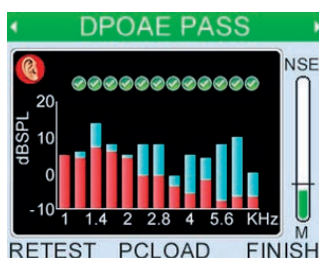 DPOAE PASS
NSE
20
10
0
-10
dBSPL
1 1.4 2 2.8 4 5.6 KHz
M
RETEST PCLOAD FINISH